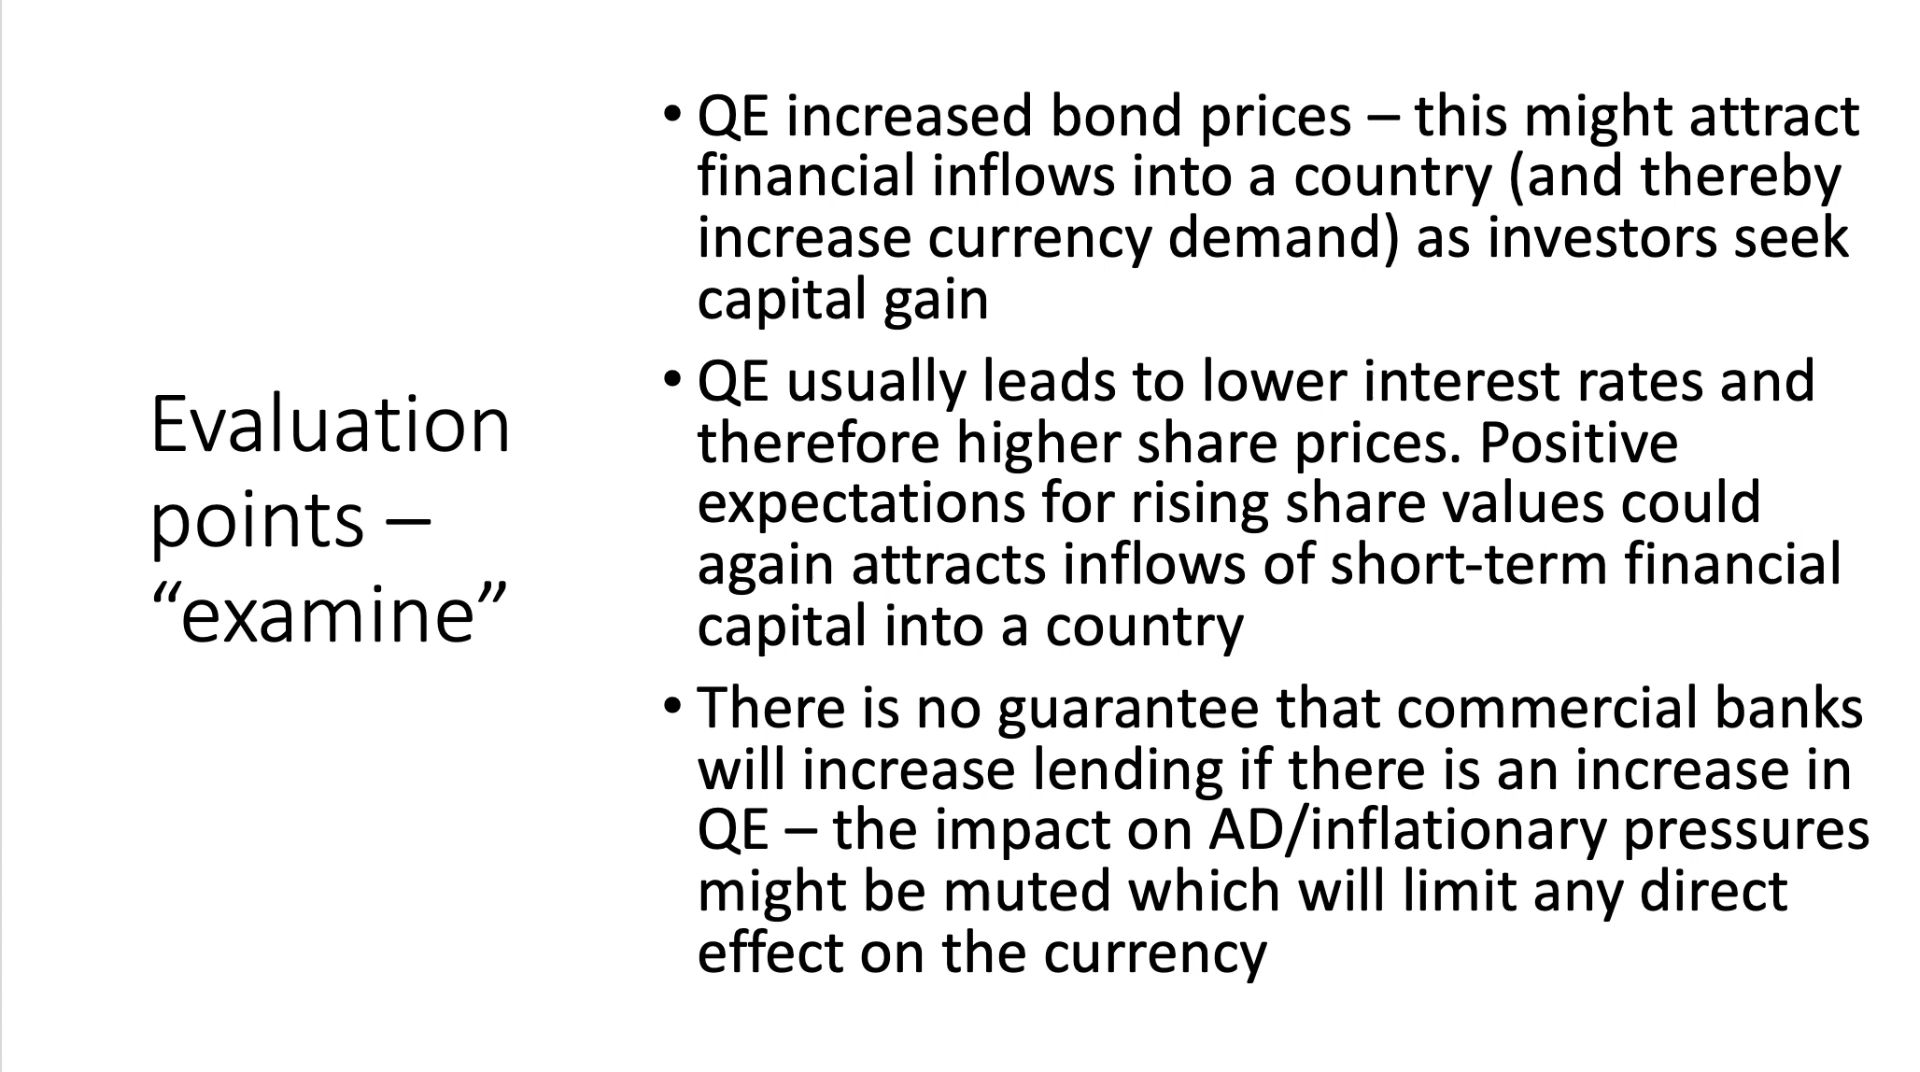 Evaluation
points –
“examine”
• QE increased bond prices – this might attract
financial inflows into a country (and thereby
increase currency demand) as investors seek
capital gain
• QE usually leads to lower interest rates and
therefore higher share prices. Positive
expectations for rising share values could
again attracts inflows of short-term financial
capital into a country
• There is no guarantee that commercial banks
will increase lending if there is an increase in
QE – the impact on AD/inflationary pressures
might be muted which will limit any direct
effect on the currency